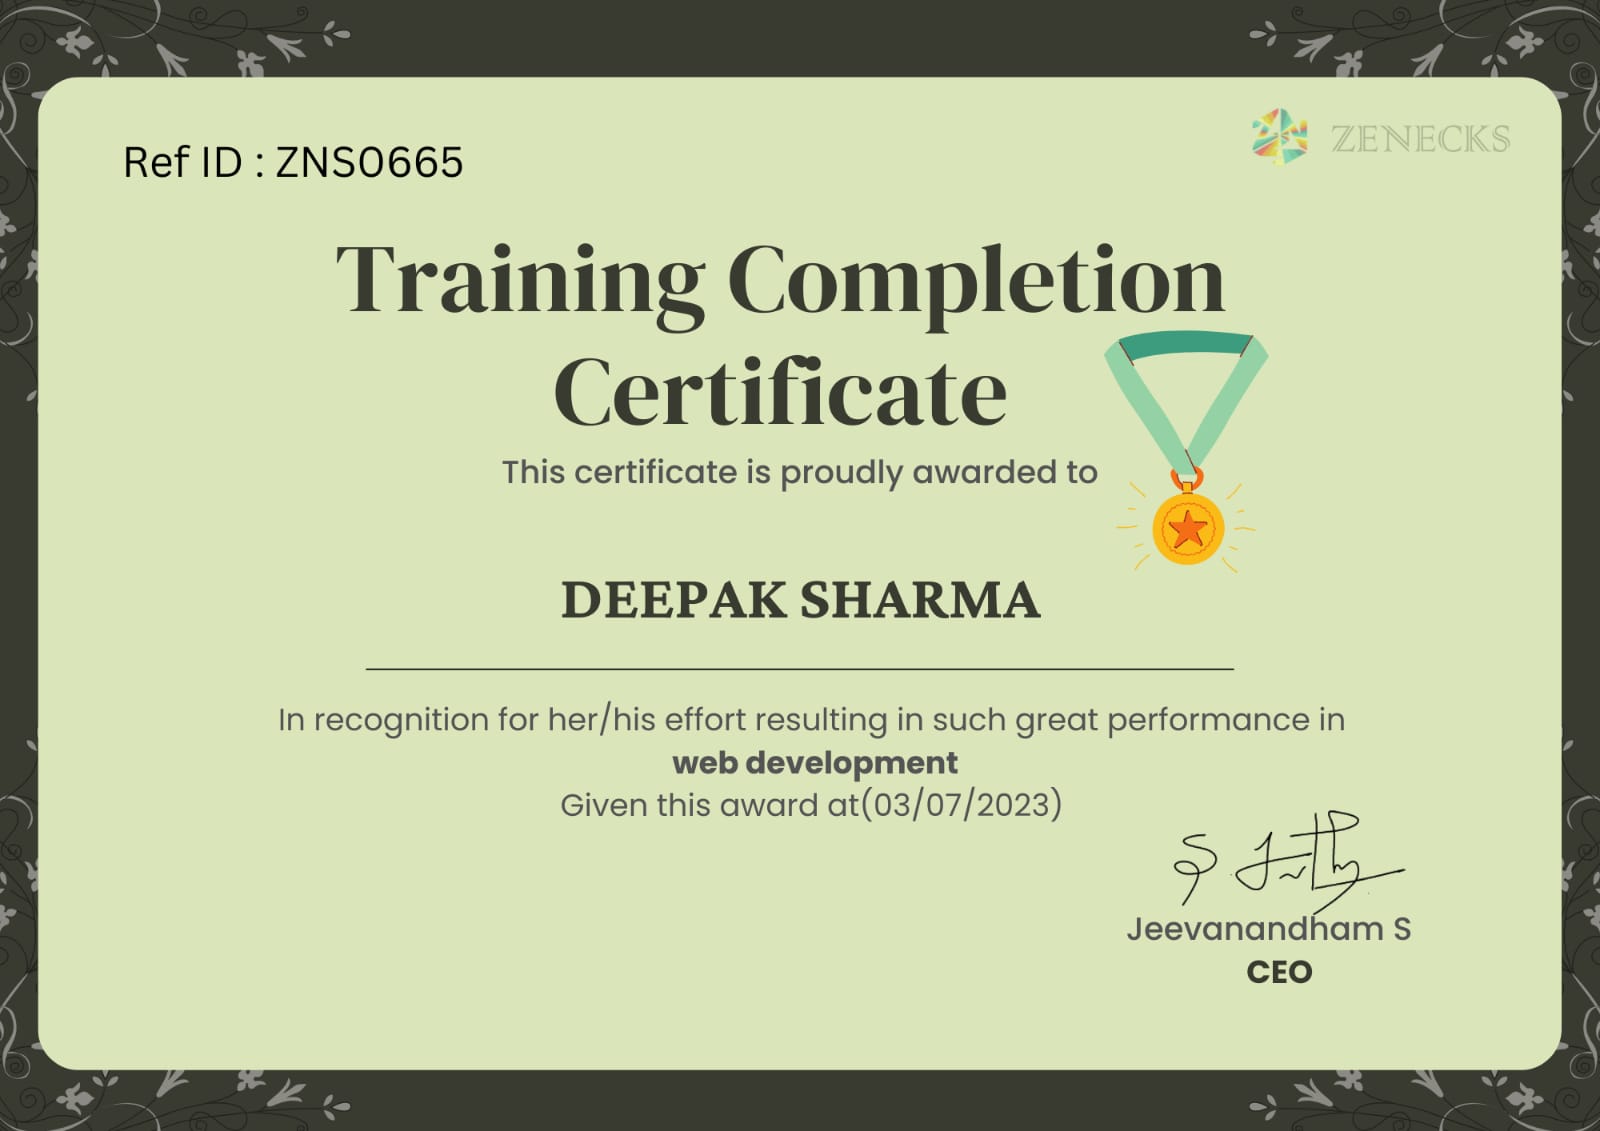 Ref ID : ZNS0665
ZENECKS
Training Completion
Certificate
This certificate is proudly awarded to
DEEPAK SHARMA
In recognition for her/his effort resulting in such great performance in
web development
Given this award at(03/07/2023)
Jeevanandham S
CEO